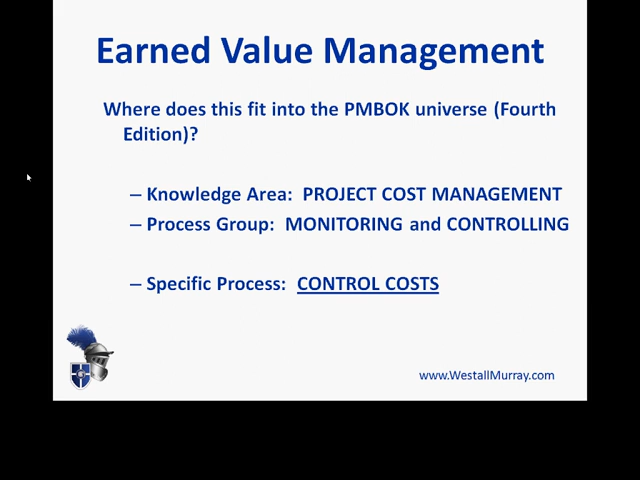 Earned Value Management
Where does this fit into the PMBOK universe (Fourth
Edition)?
– Knowledge Area: PROJECT COST MANAGEMENT
– Process Group: MONITORING and CONTROLLING
– Specific Process: CONTROL COSTS
www.WestallMurray.com